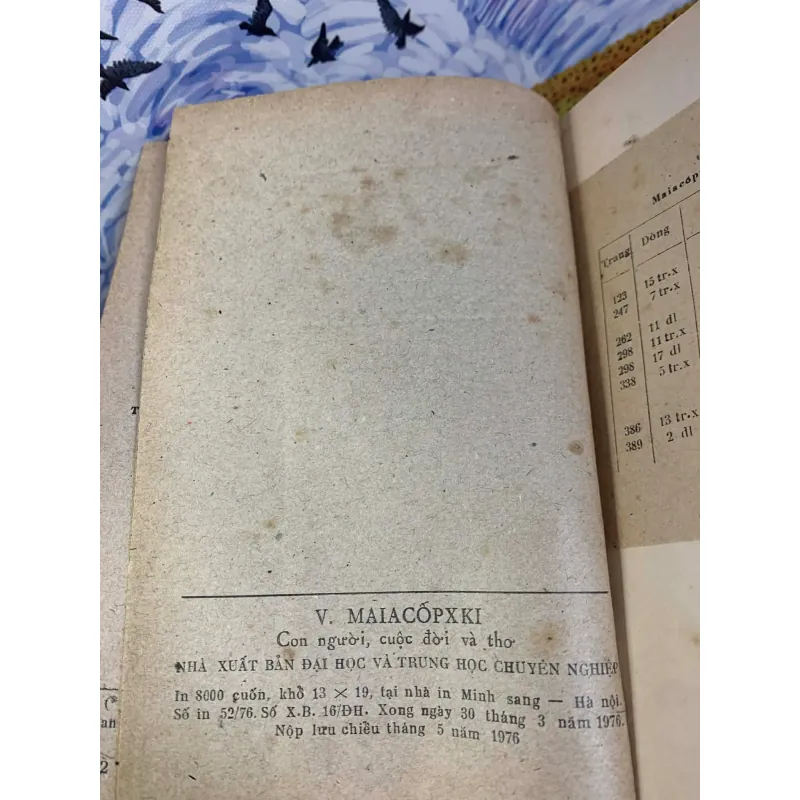 V. MAIACỐPXKI
Con người, cuộc đời và thơ
NHÀ XUẤT BẢN ĐẠI HỌC VÀ TRUNG HỌC CHUYÊN NGHIỆP
In 8000 cuốn, khổ 13 × 19, tại nhà in Minh sang — Hà nội.
Số in 52/76. Số X.B. 16/ĐH. Xong ngày 30 tháng 3 năm 1976.
Nộp lưu chiểu tháng 5 năm 1976
Maiacốp
Trang Dòng
123 15 tr.x
247 7 tr.x
262 11 dl
298 11 tr.x
298 17 dl
338 5 tr.x
386 13 tr.x
389 2 dl
T
an
2